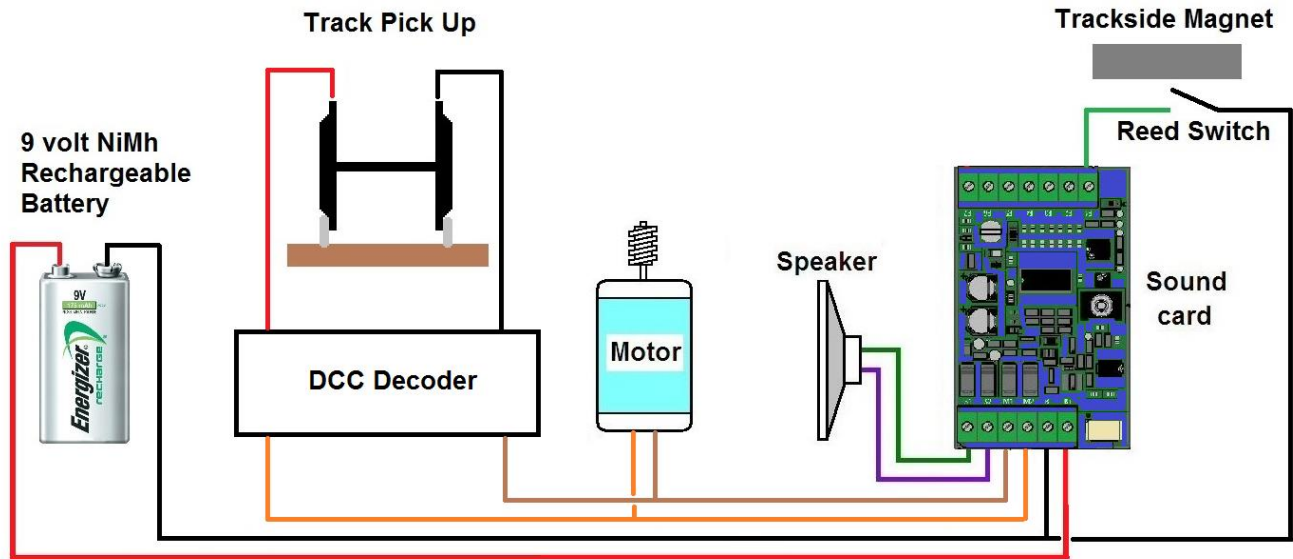 Track Pick Up
Trackside Magnet
Reed Switch
9 volt NiMh
Rechargeable
Battery
9V
Energizer
recharge
DCC Decoder
Motor
Speaker
Sound
card